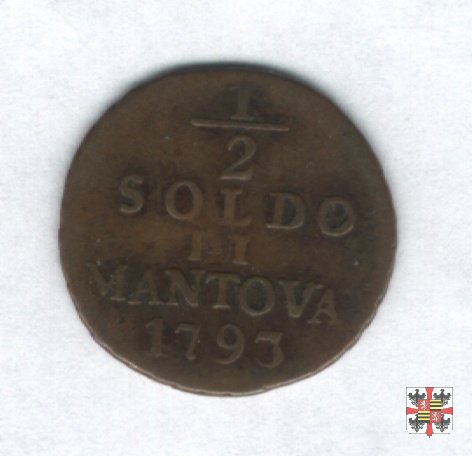 1
2
SOLDO
DI
MANTOVA
1793